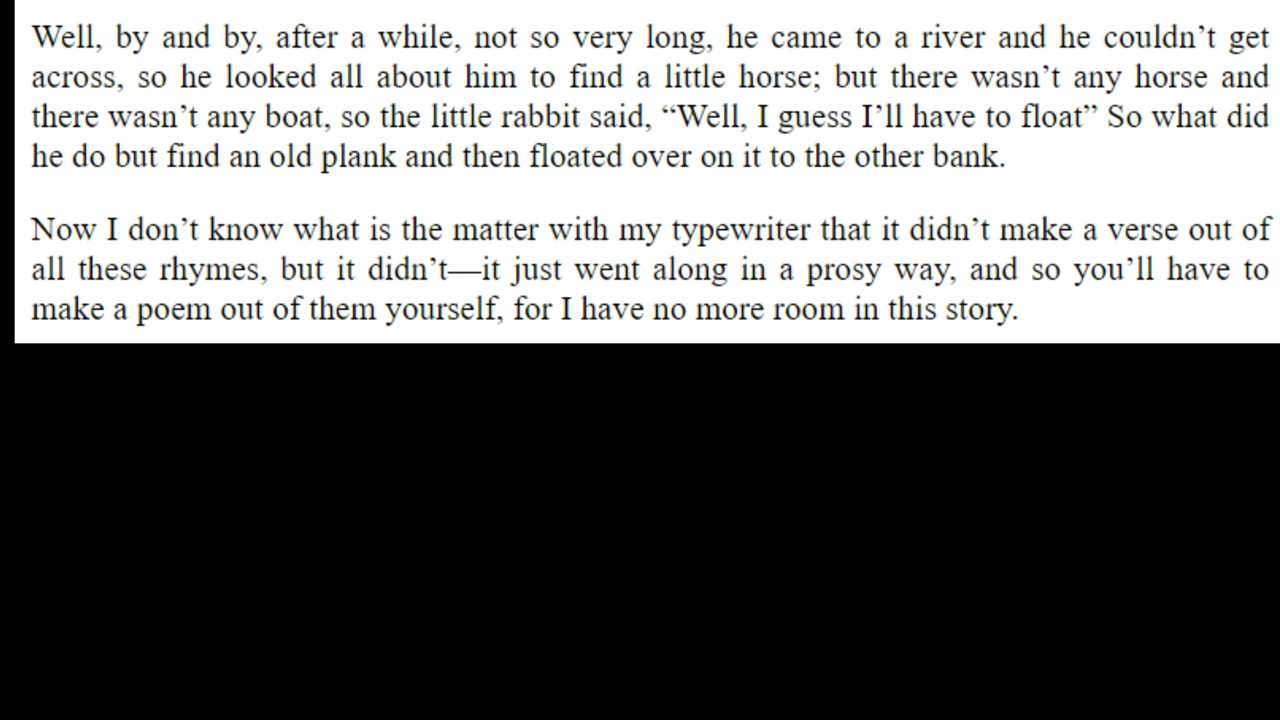 Well, by and by, after a while, not so very long, he came to a river and he couldn’t get
across, so he looked all about him to find a little horse; but there wasn’t any horse and
there wasn’t any boat, so the little rabbit said, “Well, I guess I’ll have to float” So what did
he do but find an old plank and then floated over on it to the other bank.
Now I don’t know what is the matter with my typewriter that it didn’t make a verse out of
all these rhymes, but it didn’t—it just went along in a prosy way, and so you’ll have to
make a poem out of them yourself, for I have no more room in this story.